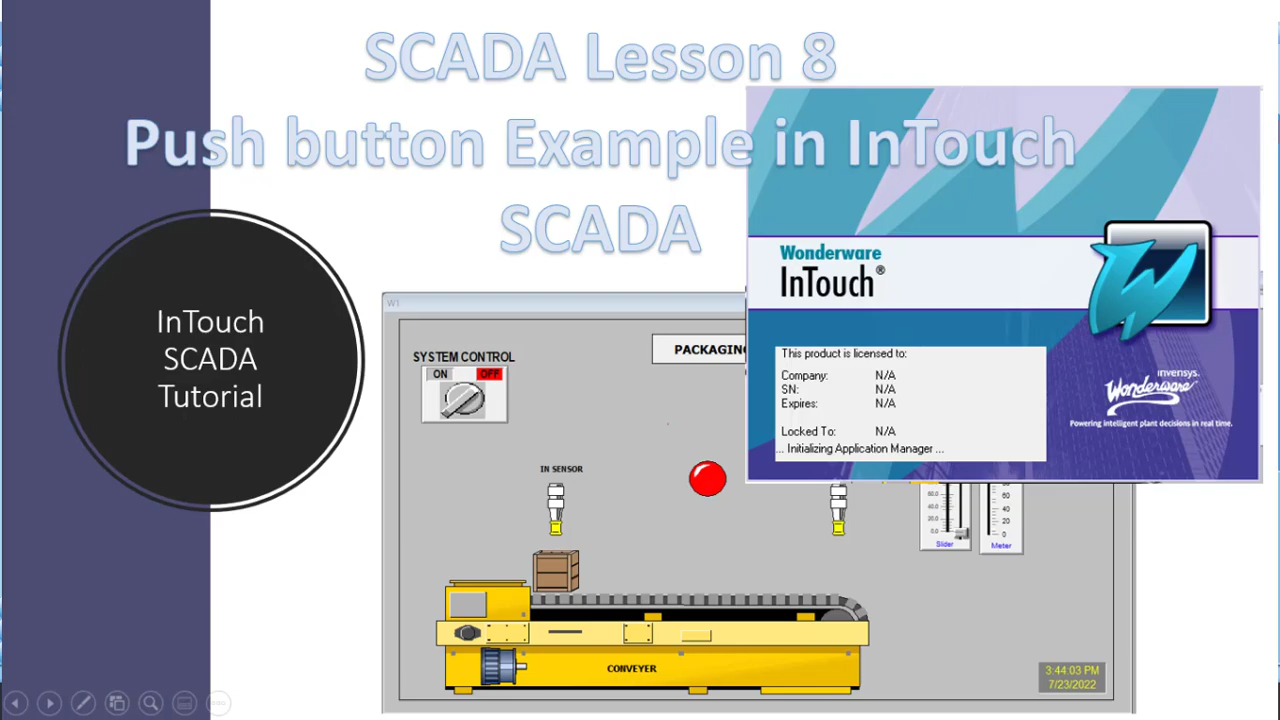 SCADA Lesson 8
Push button Example in InTouch
SCADA
InTouch
SCADA
Tutorial
Wonderware
InTouch®
This product is licensed to:
Company: N/A
SN: N/A
Expires: N/A
Locked To: N/A
... Initializing Application Manager ...
invensys.
Wonderware
Powering intelligent plant decisions in real time.
W1
PACKAGING
SYSTEM CONTROL
ON OFF
IN SENSOR
60.0
40.0
20.0
0.0
Slider
60
40
20
0
Meter
CONVEYER
3:44:03 PM
7/23/2022